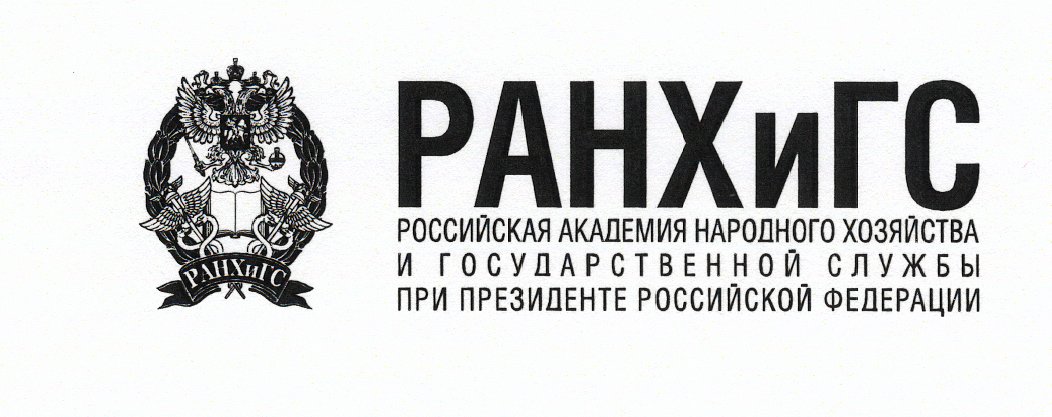 РАНХиГС
РАНХиГС
РОССИЙСКАЯ АКАДЕМИЯ НАРОДНОГО ХОЗЯЙСТВА
И ГОСУДАРСТВЕННОЙ СЛУЖБЫ
ПРИ ПРЕЗИДЕНТЕ РОССИЙСКОЙ ФЕДЕРАЦИИ